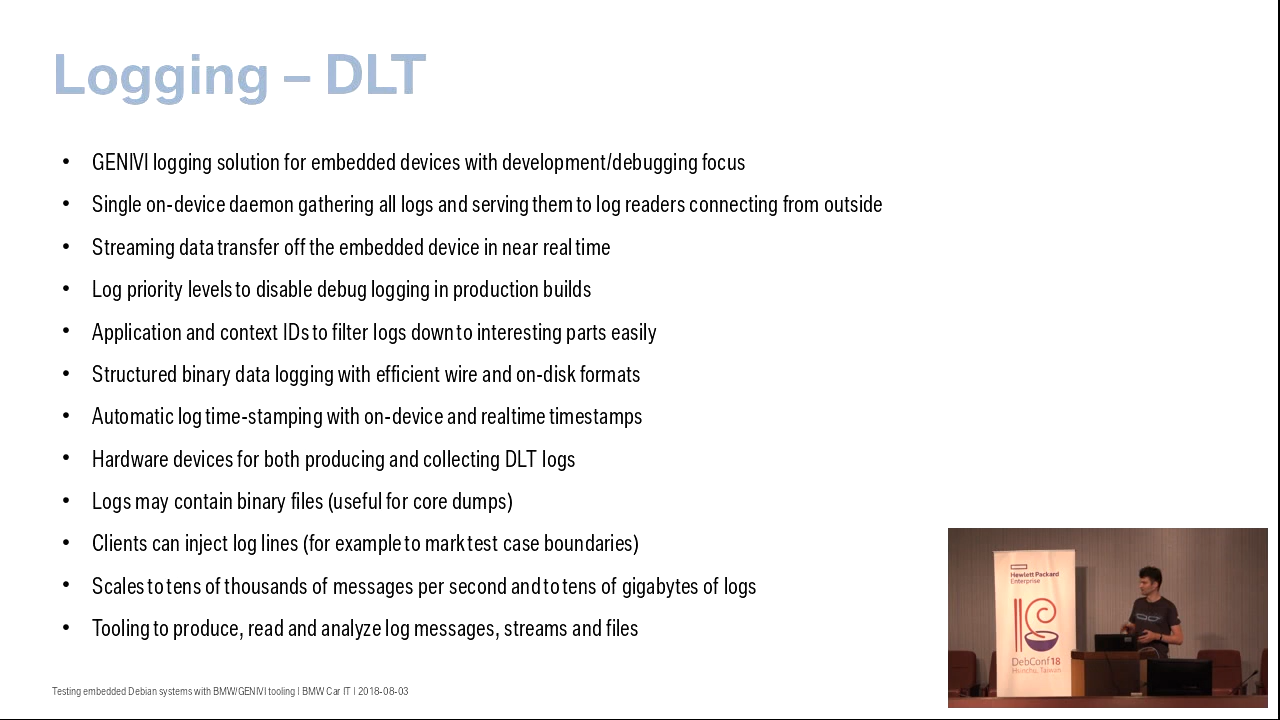 Logging – DLT
• GENIVI logging solution for embedded devices with development/debugging focus
• Single on-device daemon gathering all logs and serving them to log readers connecting from outside
• Streaming data transfer off the embedded device in near real time
• Log priority levels to disable debug logging in production builds
• Application and context IDs to filter logs down to interesting parts easily
• Structured binary data logging with efficient wire and on-disk formats
• Automatic log time-stamping with on-device and realtime timestamps
• Hardware devices for both producing and collecting DLT logs
• Logs may contain binary files (useful for core dumps)
• Clients can inject log lines (for example to mark test case boundaries)
• Scales to tens of thousands of messages per second and to tens of gigabytes of logs
• Tooling to produce, read and analyze log messages, streams and files
Testing embedded Debian systems with BMW/GENIVI tooling | BMW Car IT | 2018-08-03
Hewlett Packard
Enterprise
DebConf18
Hsinchu, Taiwan